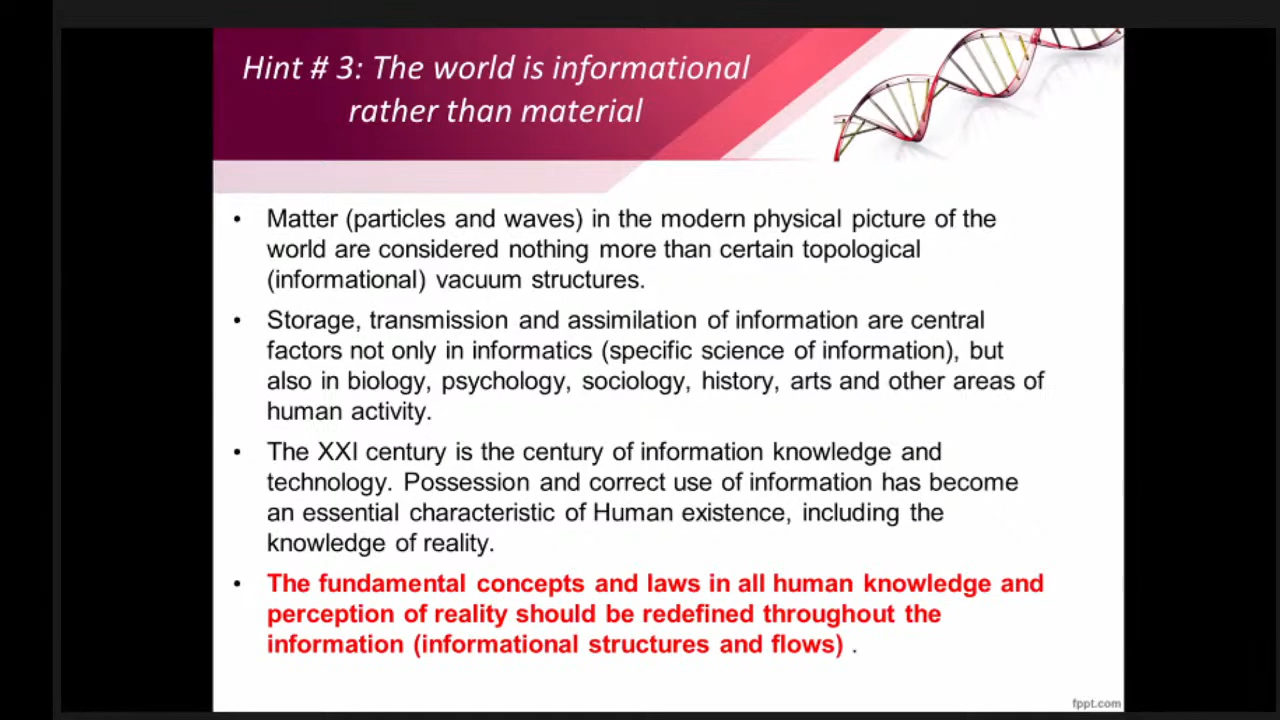 Hint # 3: The world is informational
rather than material
• Matter (particles and waves) in the modern physical picture of the
world are considered nothing more than certain topological
(informational) vacuum structures.
• Storage, transmission and assimilation of information are central
factors not only in informatics (specific science of information), but
also in biology, psychology, sociology, history, arts and other areas of
human activity.
• The XXI century is the century of information knowledge and
technology. Possession and correct use of information has become
an essential characteristic of Human existence, including the
knowledge of reality.
• The fundamental concepts and laws in all human knowledge and
perception of reality should be redefined throughout the
information (informational structures and flows) .
fppt.com